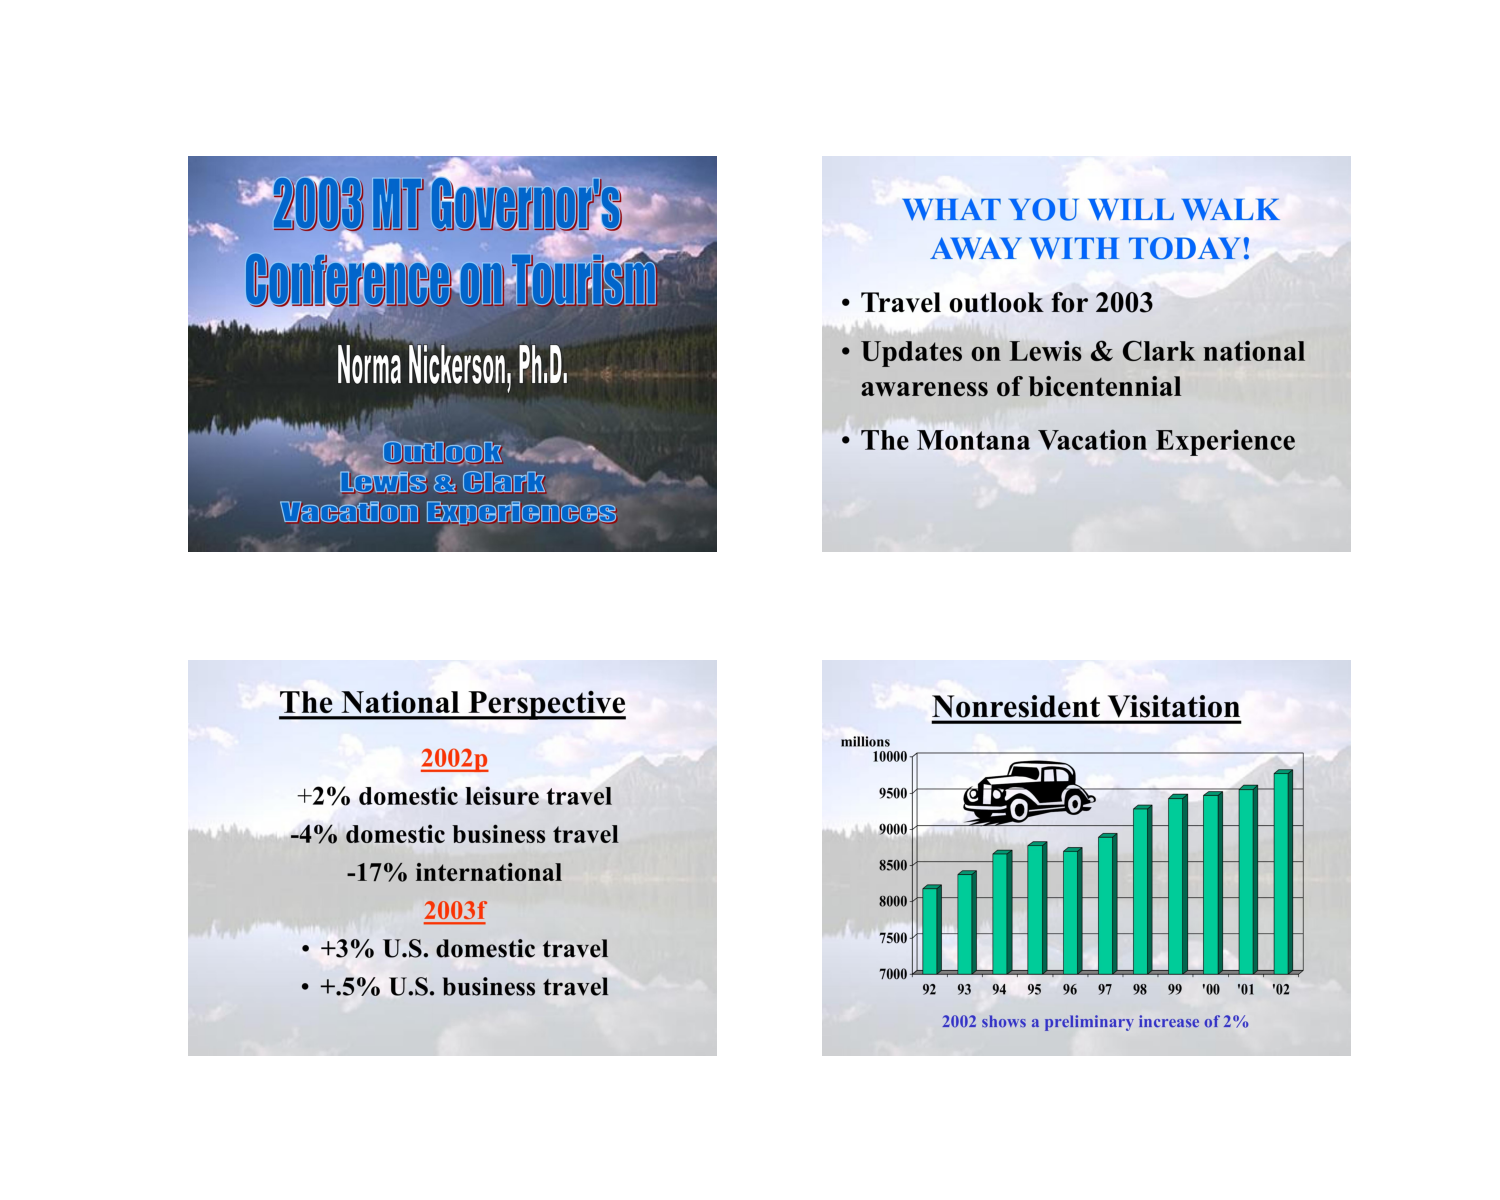 2003 MT Governor's
Conference on Tourism
Norma Nickerson, Ph.D.
Outlook
Lewis & Clark
Vacation Experiences
WHAT YOU WILL WALK
AWAY WITH TODAY!
• Travel outlook for 2003
• Updates on Lewis & Clark national
awareness of bicentennial
• The Montana Vacation Experience
The National Perspective
2002p
+2% domestic leisure travel
-4% domestic business travel
-17% international
2003f
• +3% U.S. domestic travel
• +.5% U.S. business travel
Nonresident Visitation
millions
10000
9500
9000
8500
8000
7500
7000
92 93 94 95 96 97 98 99 '00 '01 '02
2002 shows a preliminary increase of 2%